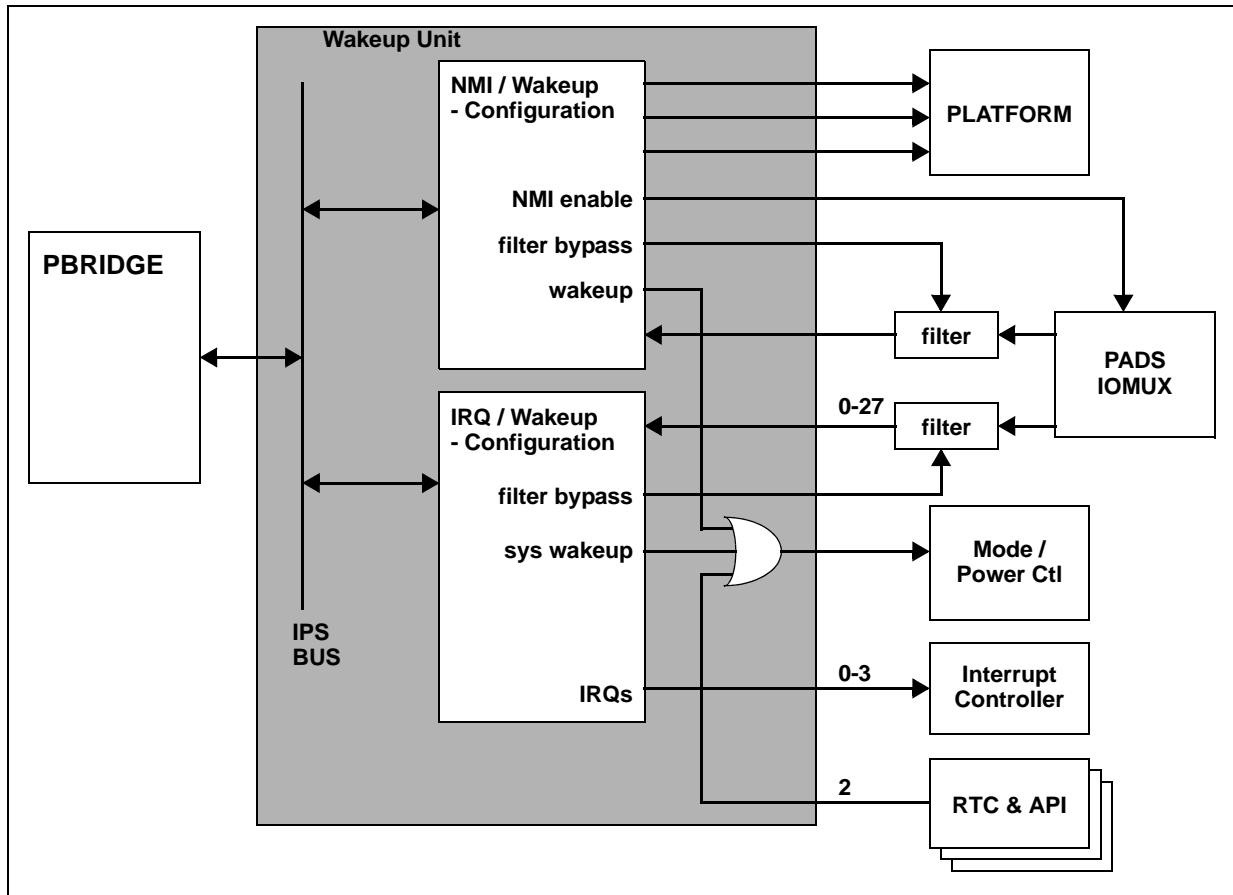 Wakeup Unit
NMI / Wakeup
- Configuration
NMI enable
filter bypass
wakeup
PLATFORM
PBRIDGE
filter
PADS
IOMUX
IRQ / Wakeup
- Configuration
0-27
filter
filter bypass
sys wakeup
Mode /
Power Ctl
IPS
BUS
IRQs
0-3
Interrupt
Controller
2
RTC & API